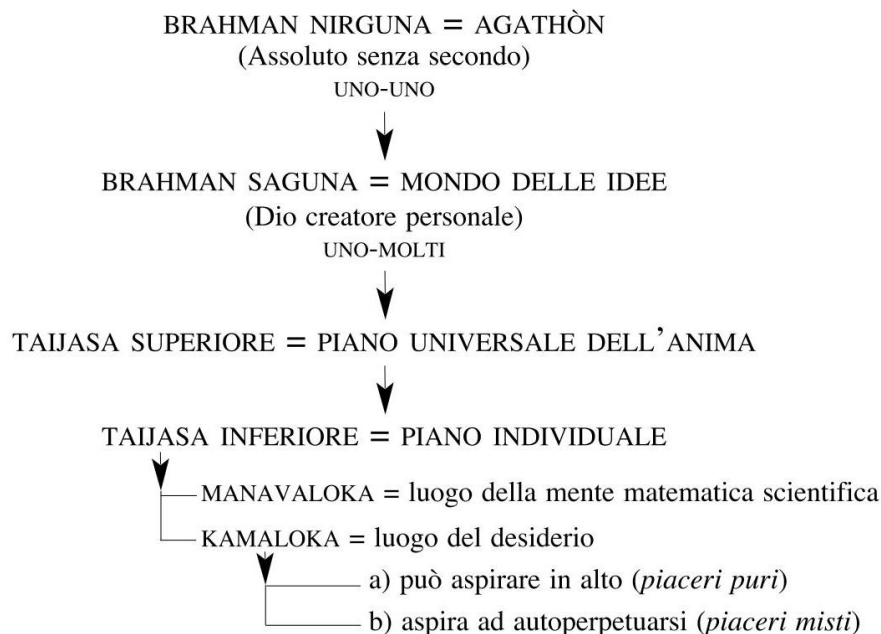 BRAHMAN NIRGUNA = AGATHÒN
(Assoluto senza secondo)
UNO-UNO
BRAHMAN SAGUNA = MONDO DELLE IDEE
(Dio creatore personale)
UNO-MOLTI
TAIJASA SUPERIORE = PIANO UNIVERSALE DELL’ANIMA
TAIJASA INFERIORE = PIANO INDIVIDUALE
MANAVALOKA = luogo della mente matematica scientifica
KAMALOKA = luogo del desiderio
a) può aspirare in alto (piaceri puri)
b) aspira ad autoperpetuarsi (piaceri misti)